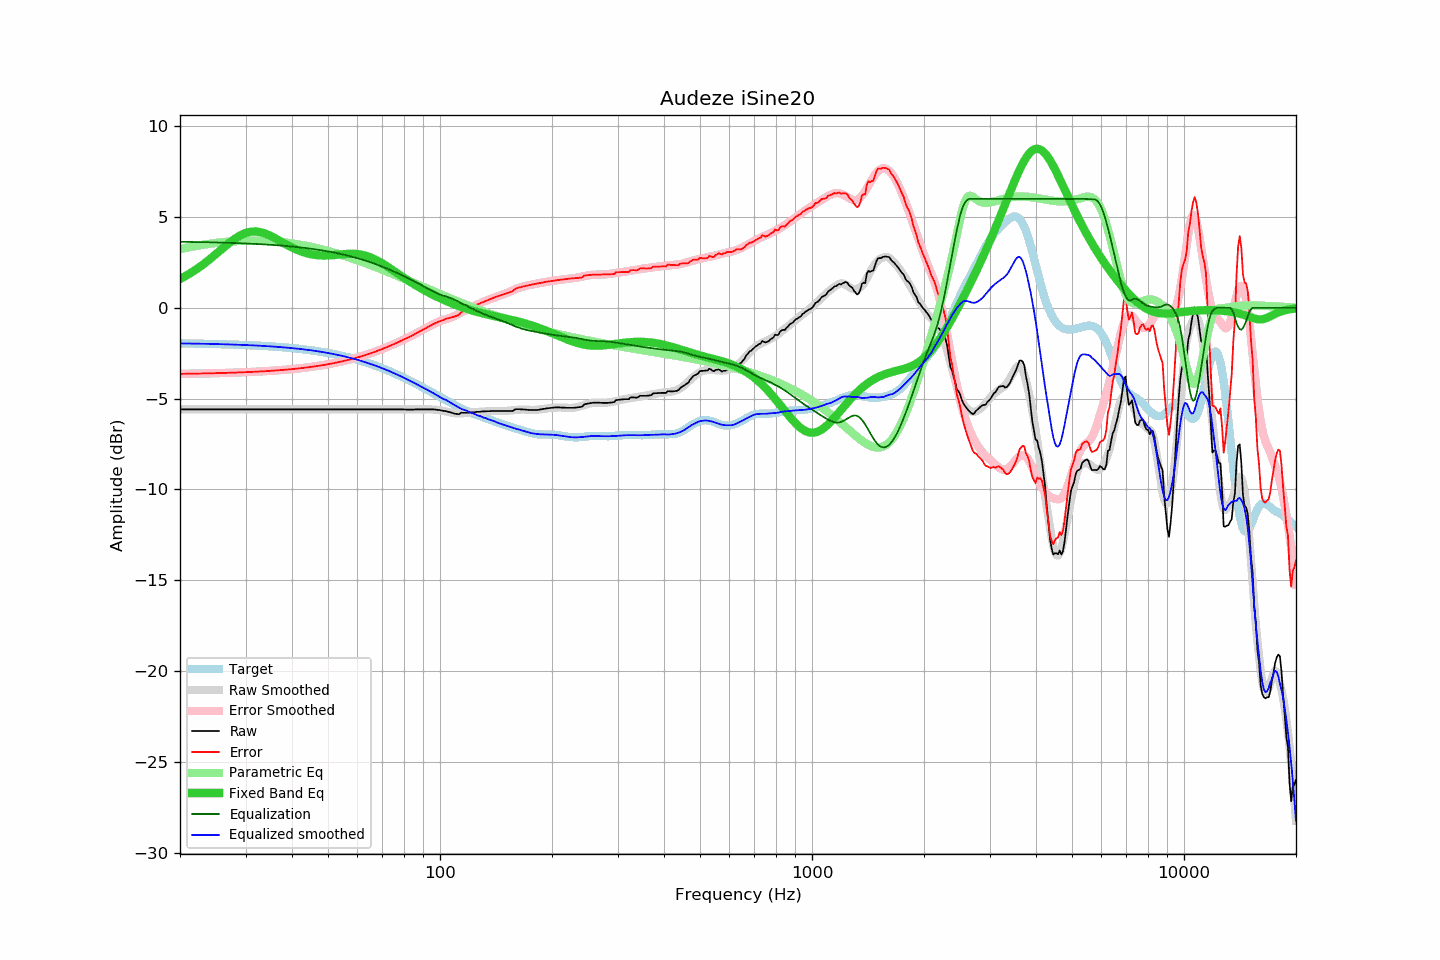 Audeze iSine20
10
5
0
−5
−10
−15
−20
−25
−30
Amplitude (dBr)
Target
Raw Smoothed
Error Smoothed
Raw
Error
Parametric Eq
Fixed Band Eq
Equalization
Equalized smoothed
100
1000
10000
Frequency (Hz)